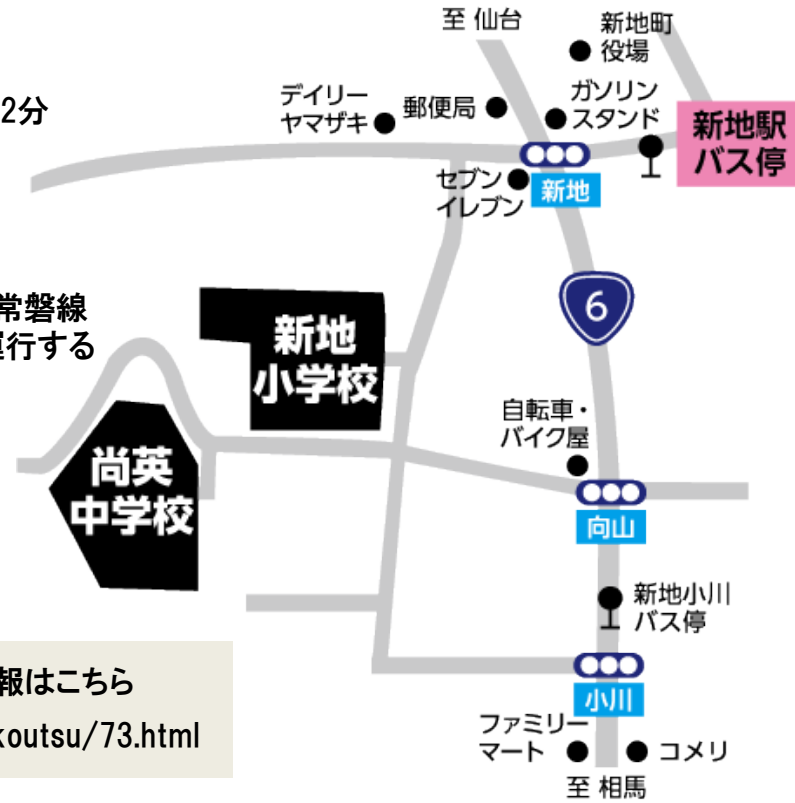 至 仙台
新地町
役場
2分
デイリー
ヤマザキ
郵便局
ガソリン
スタンド
新地駅
バス停
セブン
イレブン
新地
6
常磐線
運行する
新地
小学校
自転車・
バイク屋
尚英
中学校
向山
新地小川
バス停
報はこちら
koutsu/73.html
小川
ファミリー
マート
コメリ
至 相馬